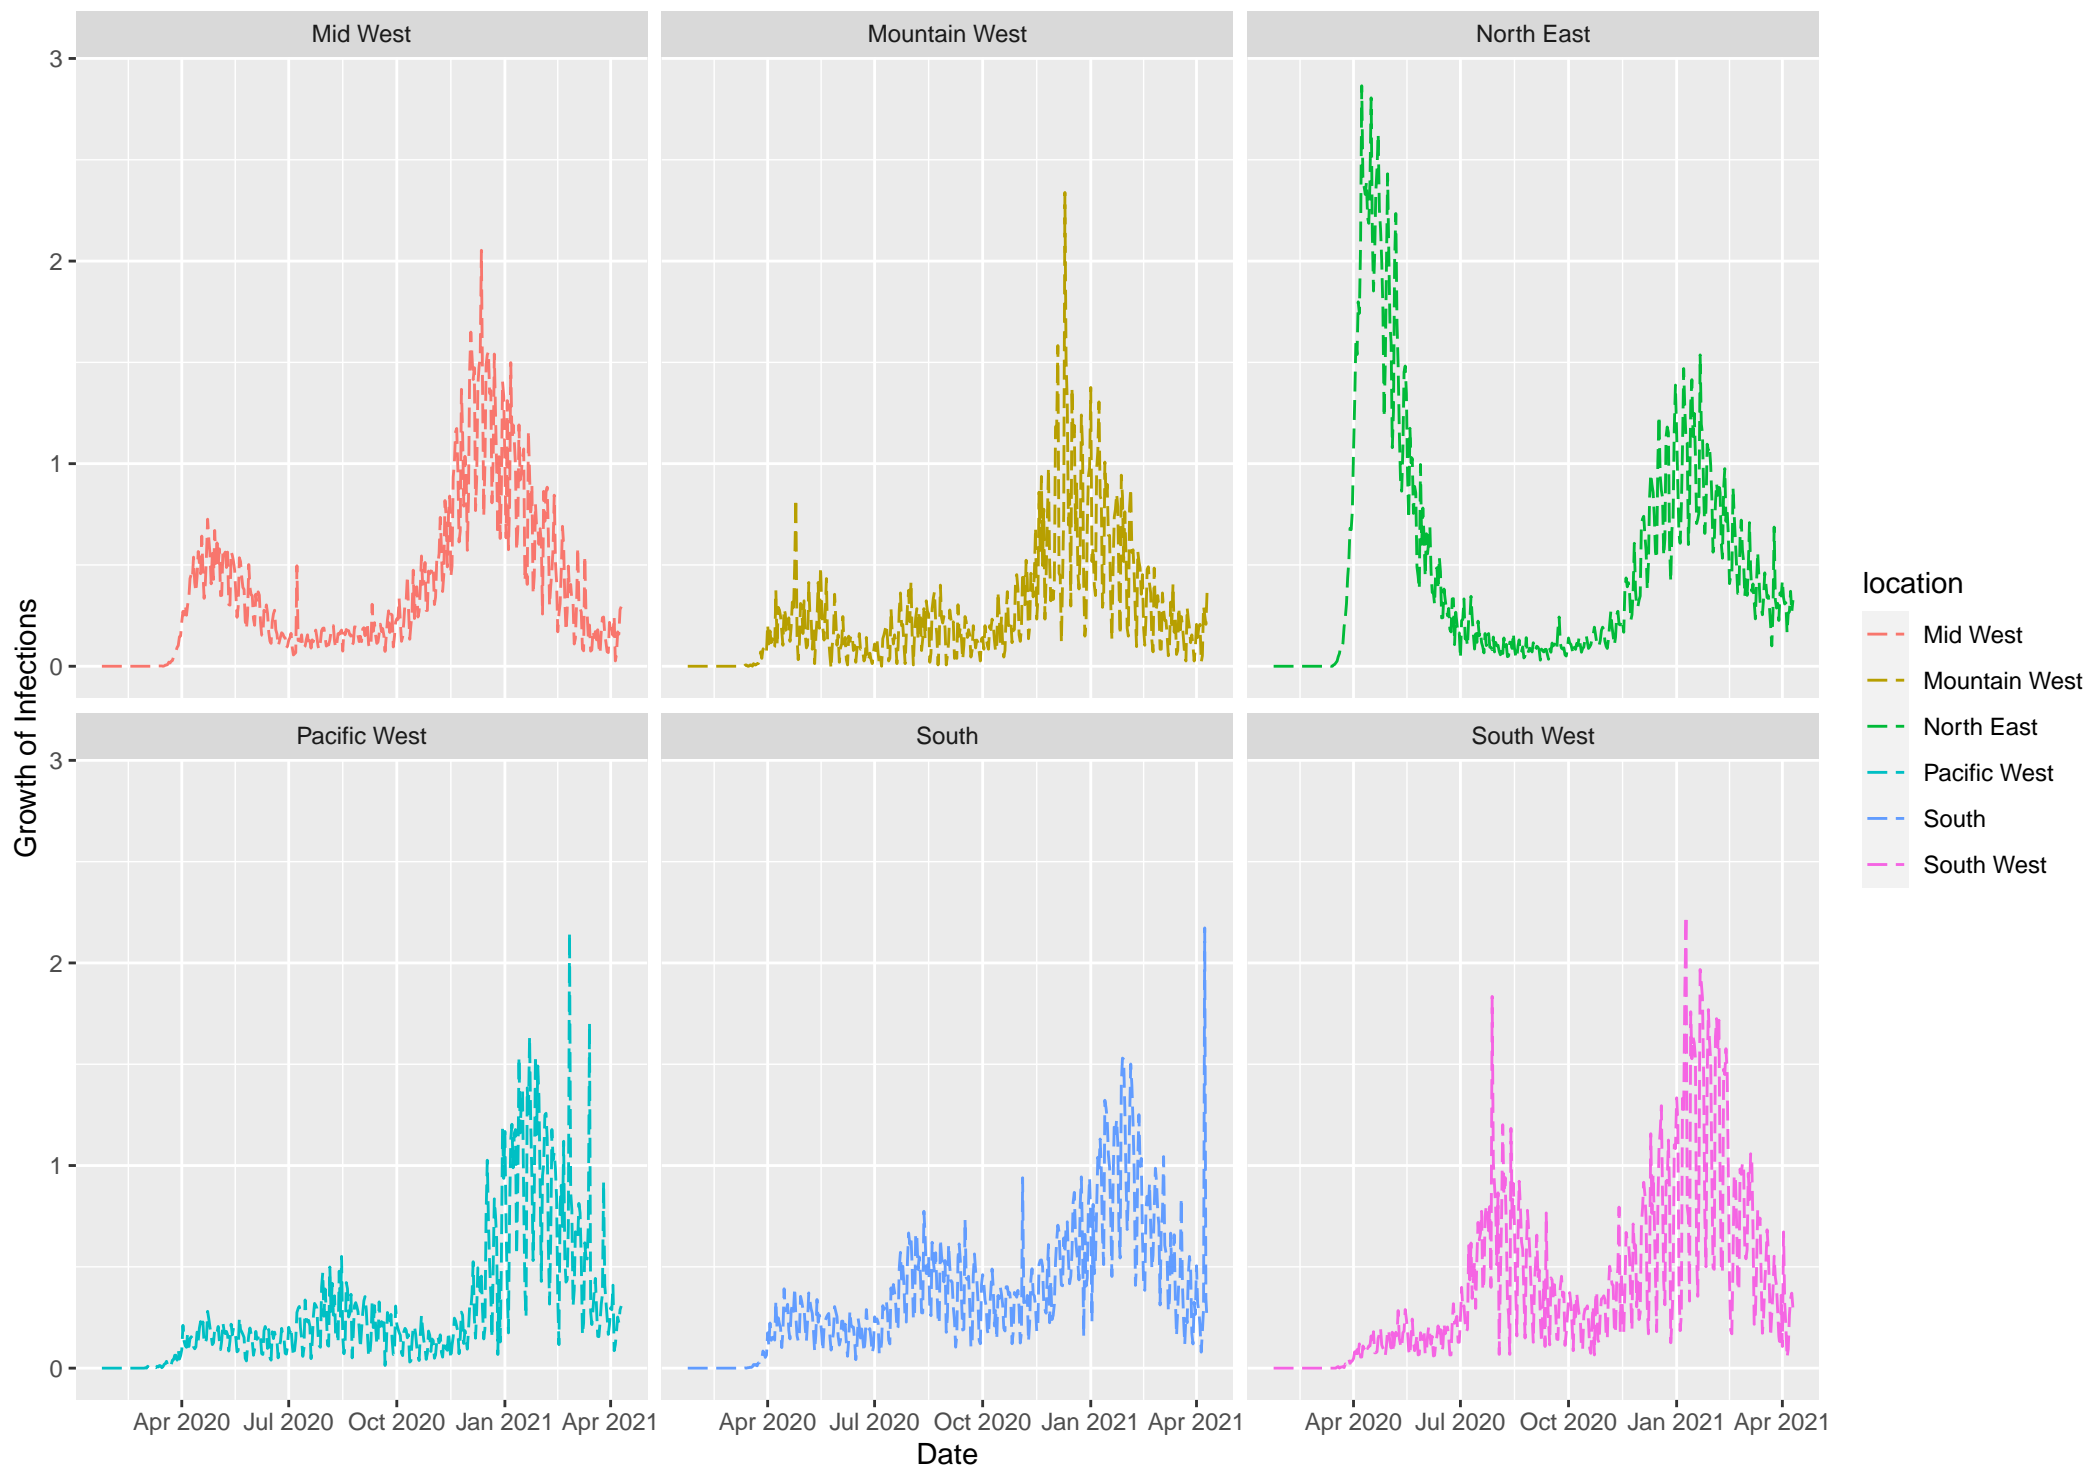 Mid West
Mountain West
North East
3
2
1
0
Pacific West
South
South West
3
2
1
0
Apr 2020 Jul 2020 Oct 2020 Jan 2021 Apr 2021
Apr 2020 Jul 2020 Oct 2020 Jan 2021 Apr 2021
Apr 2020 Jul 2020 Oct 2020 Jan 2021 Apr 2021
Date
Growth of Infections
location
Mid West
Mountain West
North East
Pacific West
South
South West